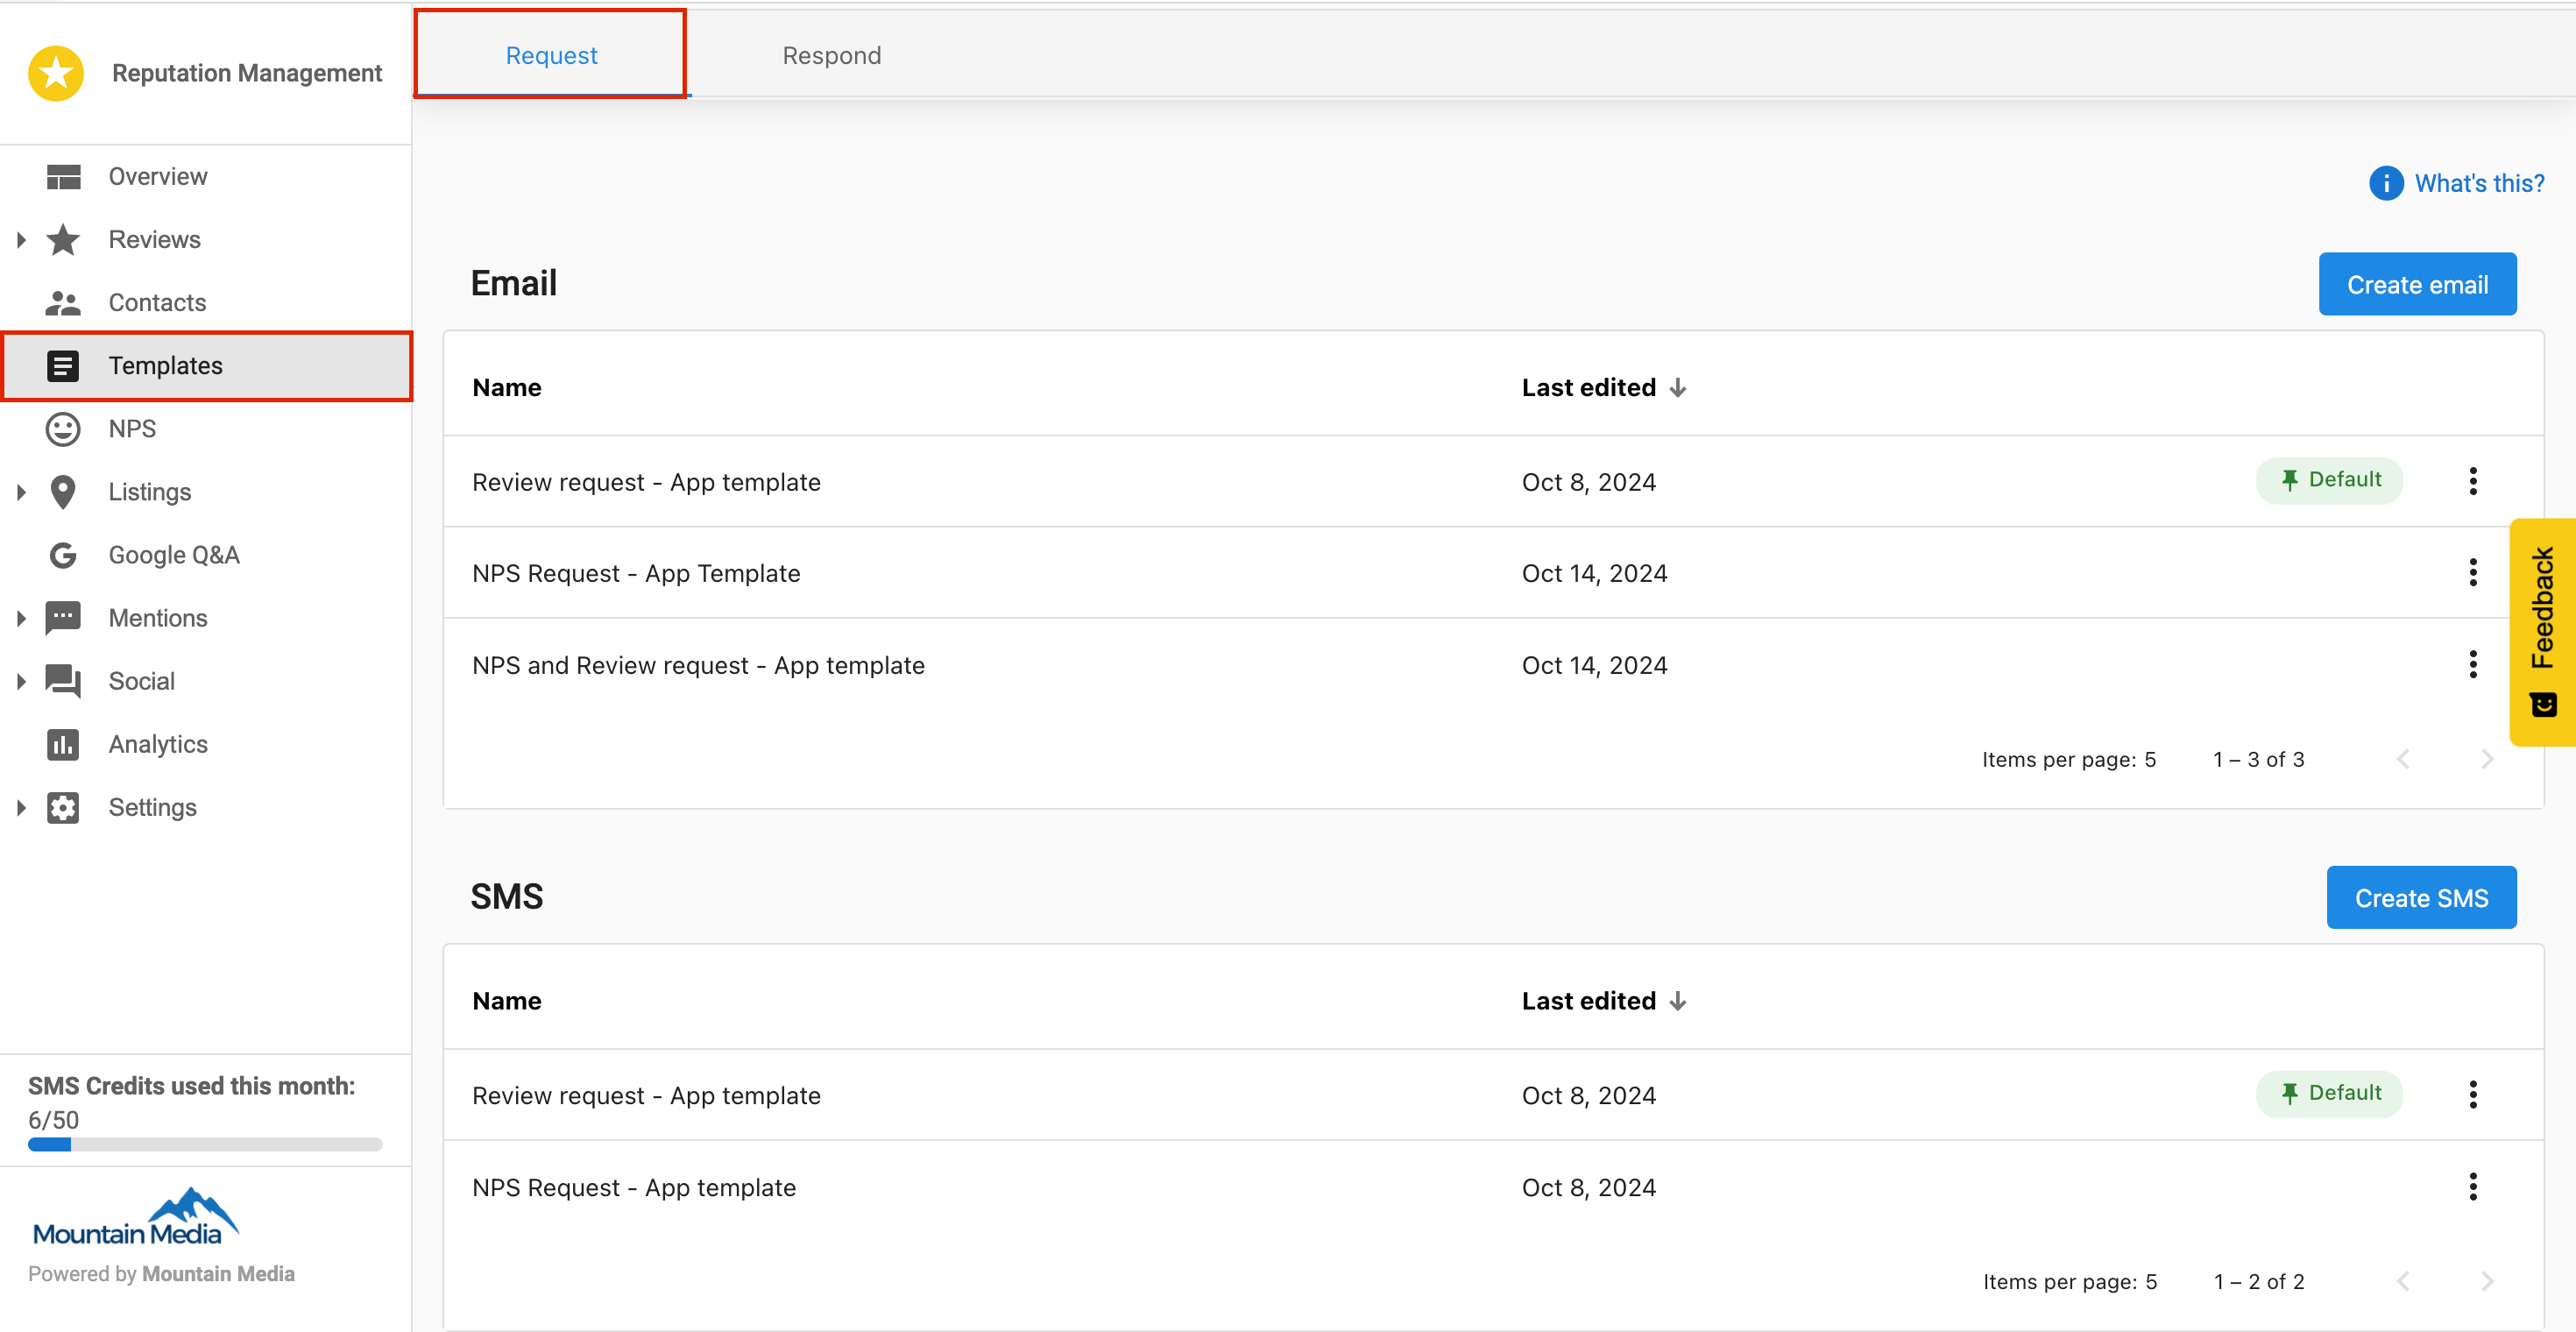 Reputation Management
Overview
Reviews
Contacts
Templates
NPS
Listings
Google Q&A
Mentions
Social
Analytics
Settings
SMS Credits used this month:
6/50
Mountain Media
Powered by Mountain Media
Request Respond
What's this?
Email Create email
Name Last edited
Review request - App template Oct 8, 2024 Default
NPS Request - App Template Oct 14, 2024
NPS and Review request - App template Oct 14, 2024
Items per page: 5 1 – 3 of 3
SMS Create SMS
Name Last edited
Review request - App template Oct 8, 2024 Default
NPS Request - App template Oct 8, 2024
Items per page: 5 1 – 2 of 2
Feedback